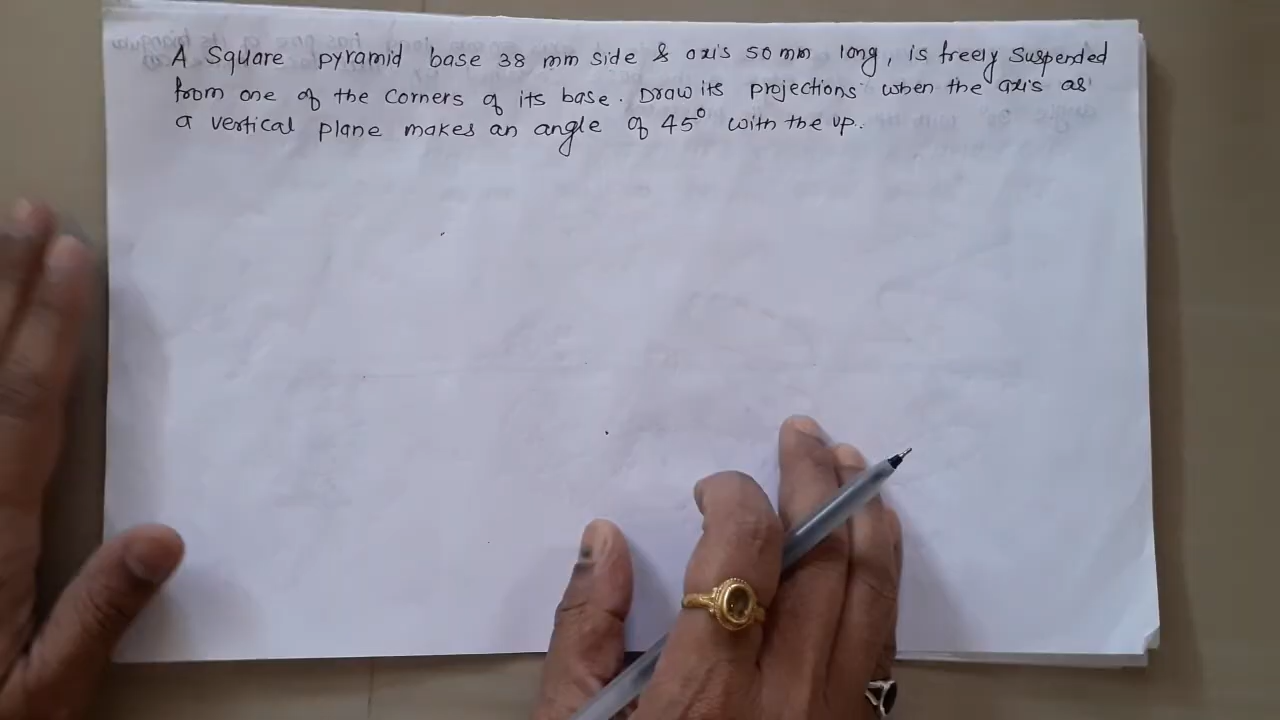 A Square pyramid base 38 mm side & axis 50 mm long, is freely suspended
from one of the corners of its base. Draw its projections when the axis as
a vertical plane makes an angle of 45° with the VP.